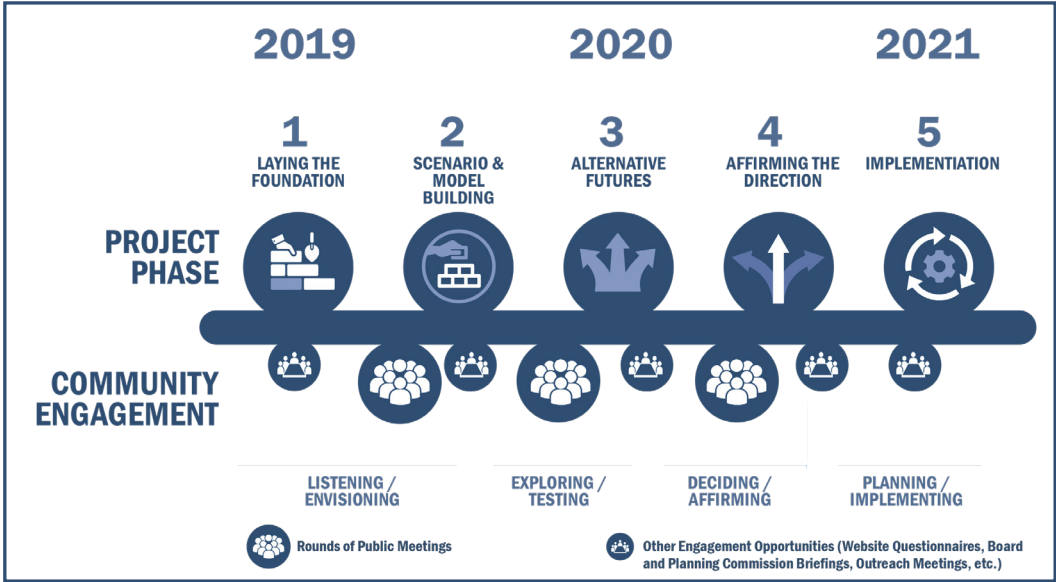 2019
2020
2021
1
LAYING THE
FOUNDATION
2
SCENARIO &
MODEL
BUILDING
3
ALTERNATIVE
FUTURES
4
AFFIRMING THE
DIRECTION
5
IMPLEMENTIATION
PROJECT
PHASE
COMMUNITY
ENGAGEMENT
LISTENING /
ENVISIONING
EXPLORING /
TESTING
DECIDING /
AFFIRMING
PLANNING /
IMPLEMENTING
Rounds of Public Meetings
Other Engagement Opportunities (Website Questionnaires, Board
and Planning Commission Briefings, Outreach Meetings, etc.)